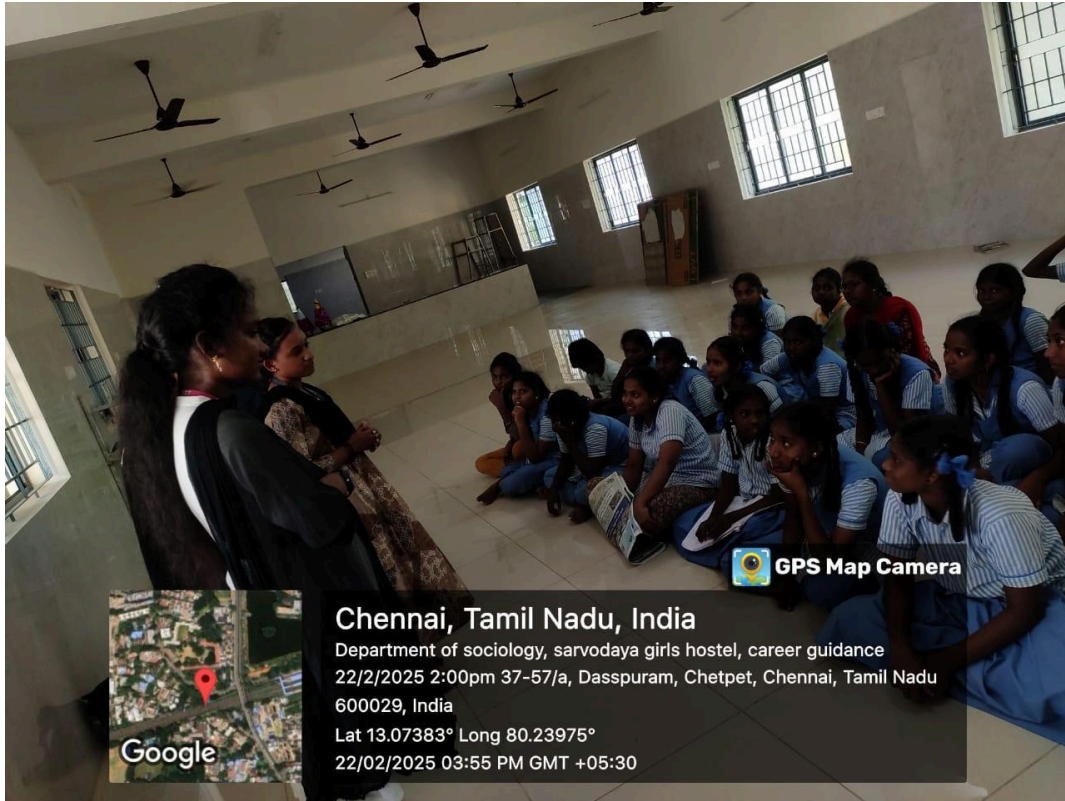 GPS Map Camera
Chennai, Tamil Nadu, India
Department of sociology, sarvodaya girls hostel, career guidance
22/2/2025 2:00pm 37-57/a, Dasspuram, Chetpet, Chennai, Tamil Nadu
600029, India
Lat 13.07383° Long 80.23975°
22/02/2025 03:55 PM GMT +05:30
Google